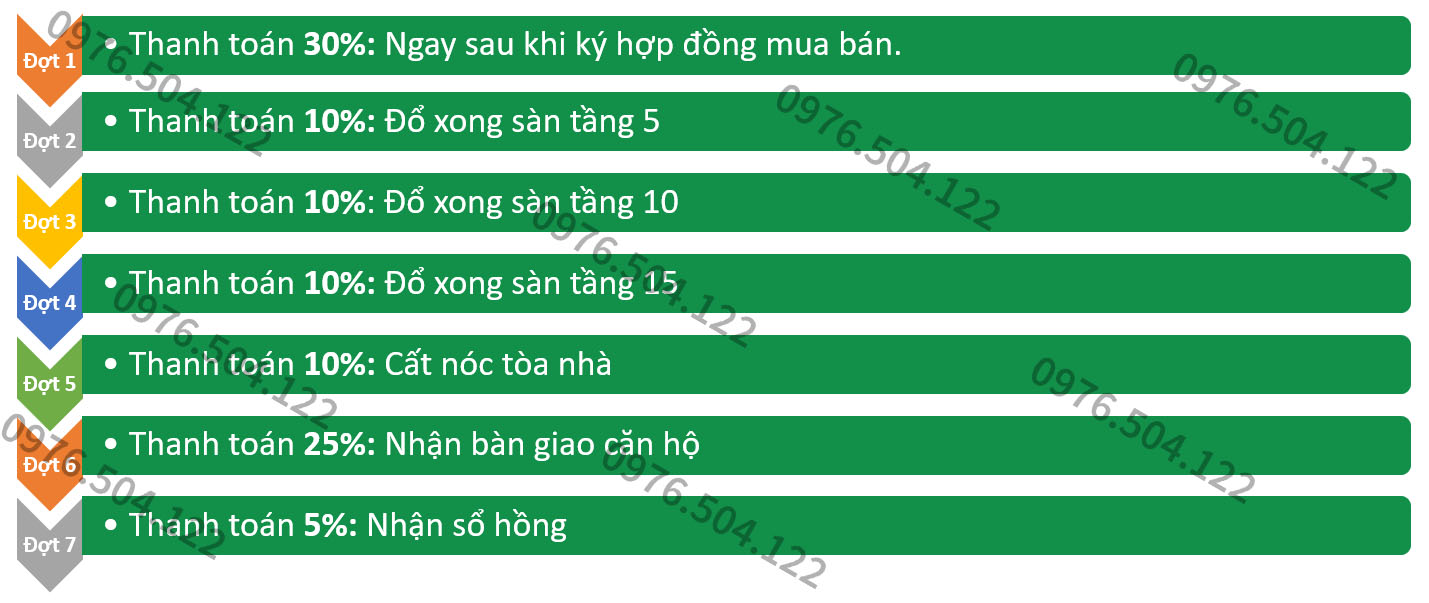 Đợt 1
• Thanh toán 30%: Ngay sau khi ký hợp đồng mua bán.
Đợt 2
• Thanh toán 10%: Đổ xong sàn tầng 5
Đợt 3
• Thanh toán 10%: Đổ xong sàn tầng 10
Đợt 4
• Thanh toán 10%: Đổ xong sàn tầng 15
Đợt 5
• Thanh toán 10%: Cất nóc tòa nhà
Đợt 6
• Thanh toán 25%: Nhận bàn giao căn hộ
Đợt 7
• Thanh toán 5%: Nhận sổ hồng
0976.504.122
0976.504.122
0976.504.122
0976.504.122
0976.504.122
0976.504.122
0976.504.122
0976.504.122